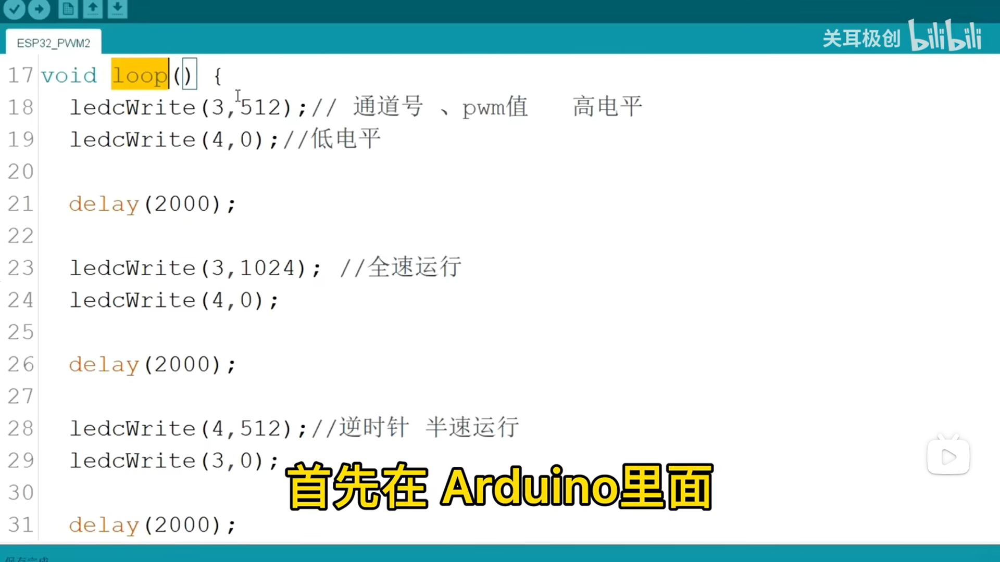 关耳极创 bilibili
ESP32_PWM2
17 void loop() {
18 ledcWrite(3,512);// 通道号 、pwm值 高电平
19 ledcWrite(4,0);//低电平
20
21 delay(2000);
22
23 ledcWrite(3,1024); //全速运行
24 ledcWrite(4,0);
25
26 delay(2000);
27
28 ledcWrite(4,512);//逆时针 半速运行
29 ledcWrite(3,0);
首先在 Arduino里面
30
31 delay(2000);
保存完成